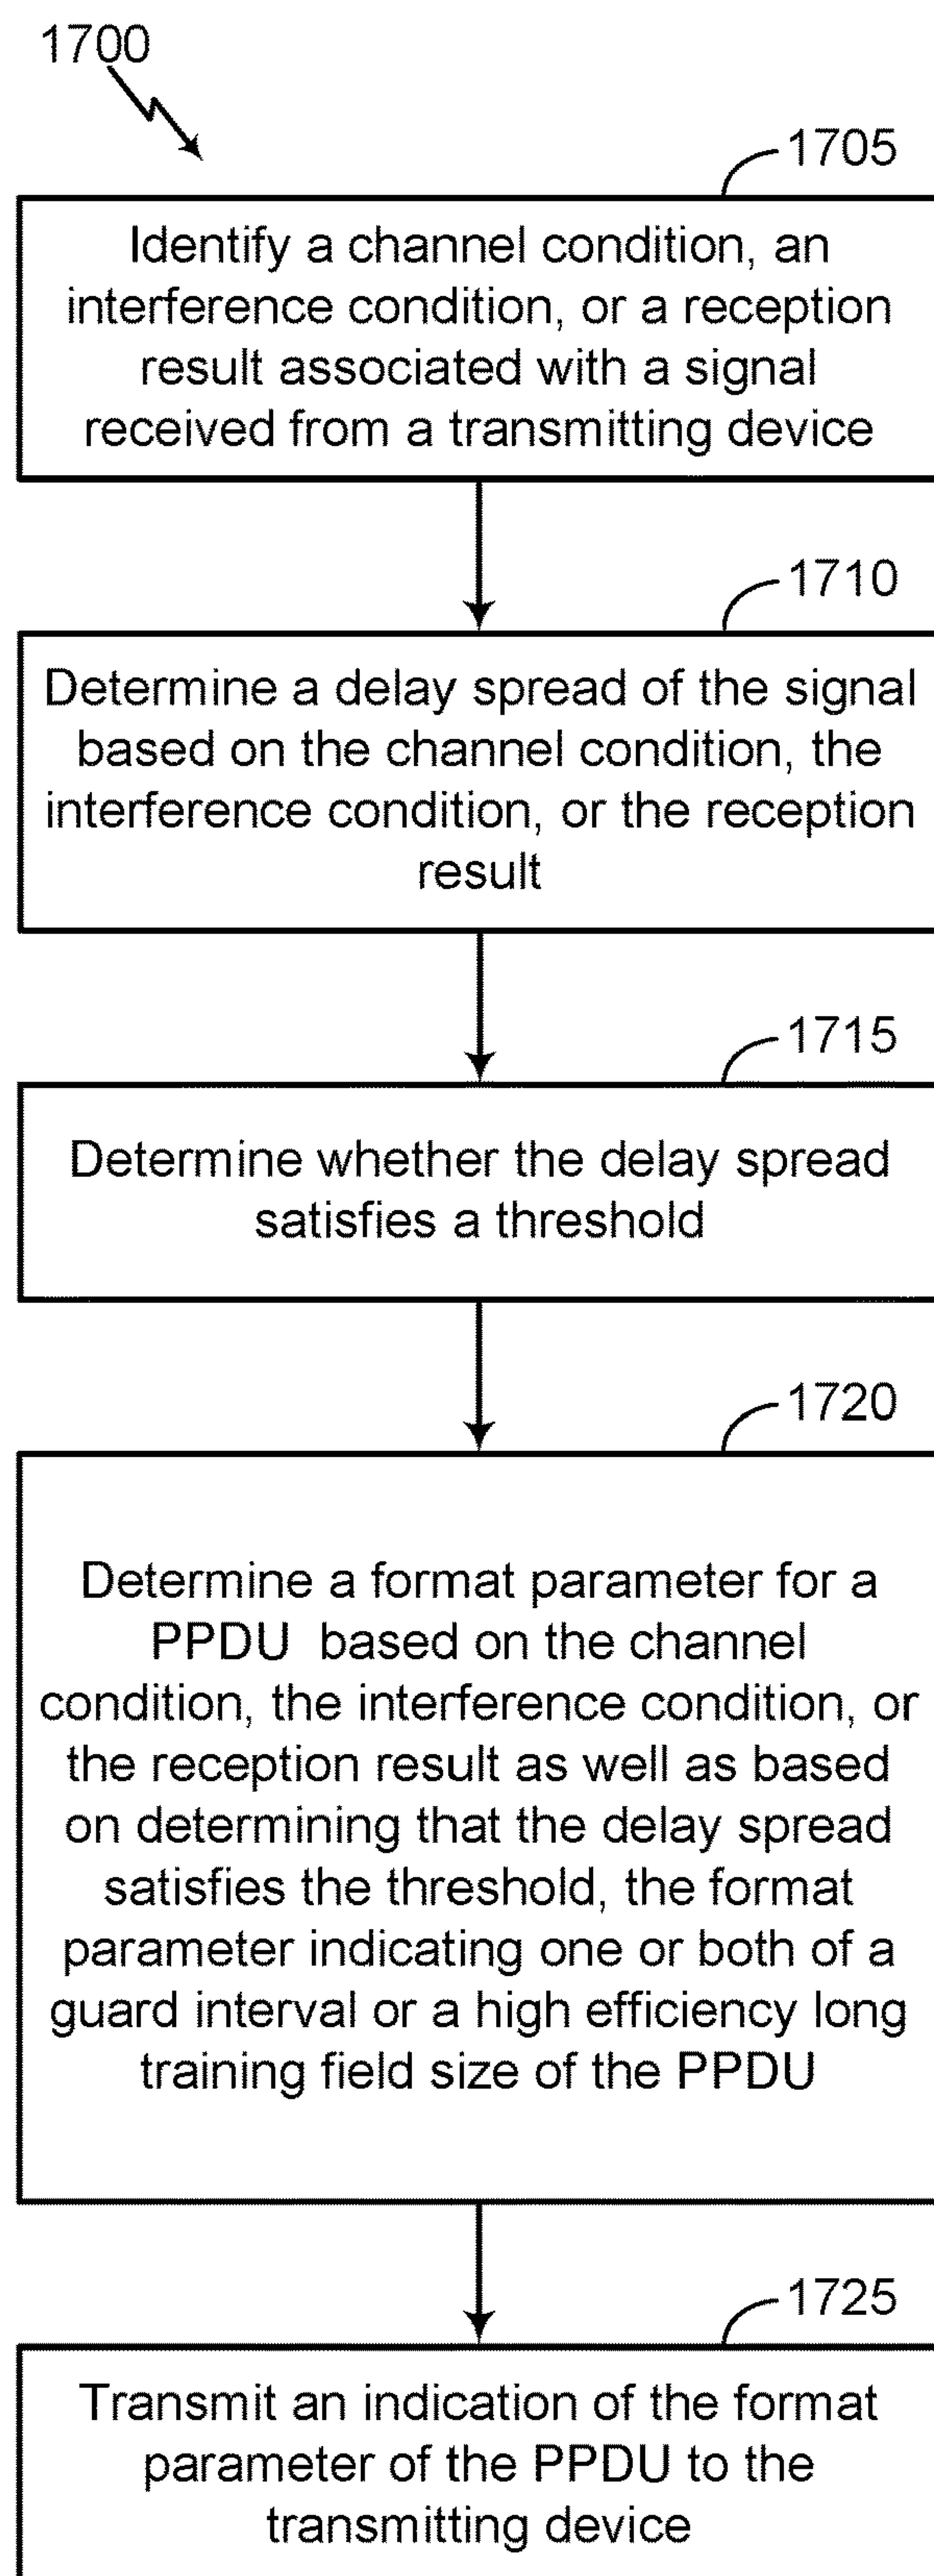 1700
1705
Identify a channel condition, an
interference condition, or a reception
result associated with a signal
received from a transmitting device
1710
Determine a delay spread of the signal
based on the channel condition, the
interference condition, or the reception
result
1715
Determine whether the delay spread
satisfies a threshold
1720
Determine a format parameter for a
PPDU based on the channel
condition, the interference condition, or
the reception result as well as based
on determining that the delay spread
satisfies the threshold, the format
parameter indicating one or both of a
guard interval or a high efficiency long
training field size of the PPDU
1725
Transmit an indication of the format
parameter of the PPDU to the
transmitting device